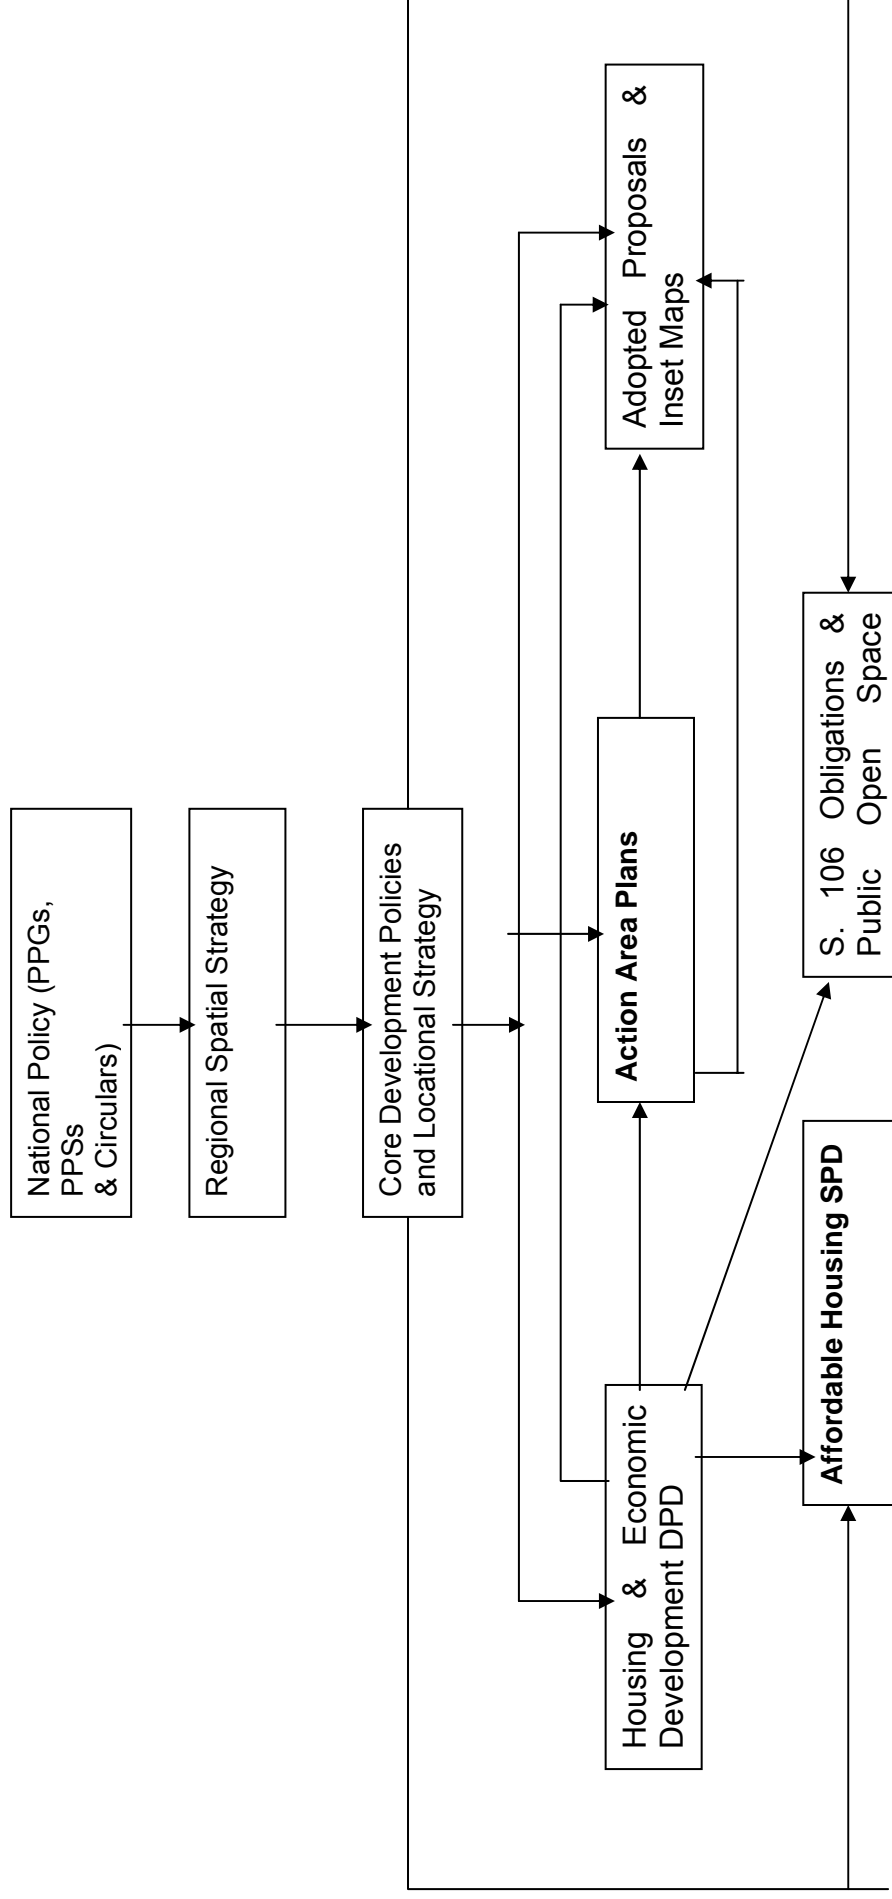 National Policy (PPGs,
PPSs
& Circulars)
Regional Spatial Strategy
Core Development Policies
and Locational Strategy
Housing & Economic
Development DPD
Action Area Plans
Adopted Proposals &
Inset Maps
Affordable Housing SPD
S. 106 Obligations &
Public Open Space